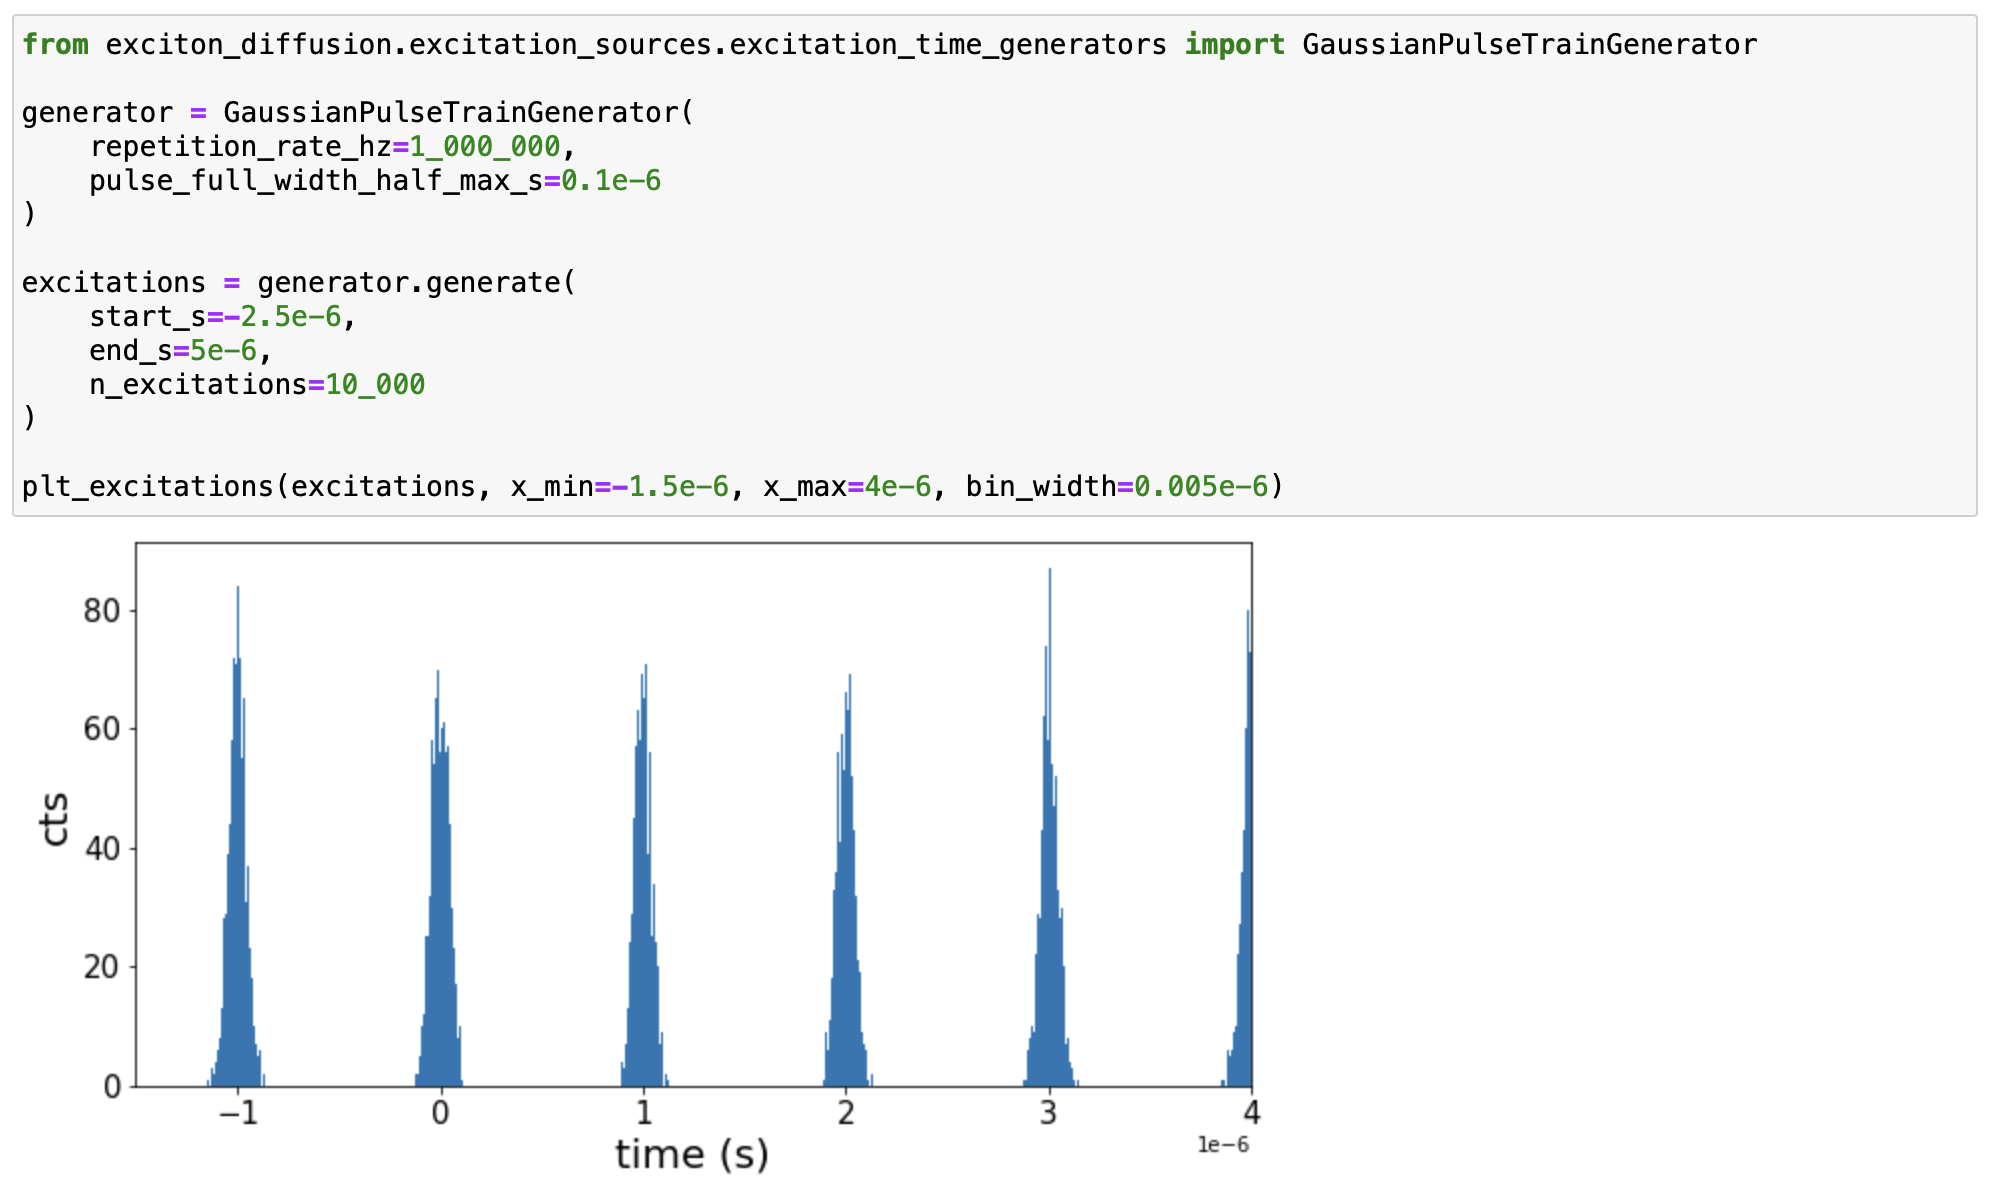 from exciton_diffusion.excitation_sources.excitation_time_generators import GaussianPulseTrainGenerator
generator = GaussianPulseTrainGenerator(
    repetition_rate_hz=1_000_000,
    pulse_full_width_half_max_s=0.1e-6
)
excitations = generator.generate(
    start_s=-2.5e-6,
    end_s=5e-6,
    n_excitations=10_000
)
plt_excitations(excitations, x_min=-1.5e-6, x_max=4e-6, bin_width=0.005e-6)
80
60
40
20
0
cts
−1 0 1 2 3 4
1e−6
time (s)